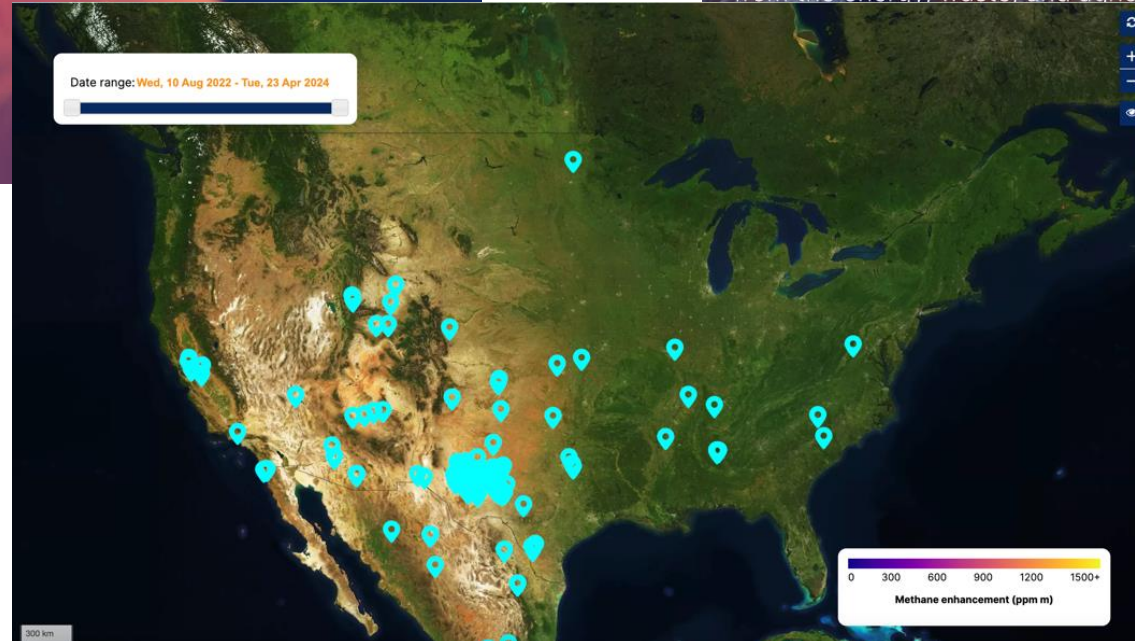 Date range: Wed, 10 Aug 2022 - Tue, 23 Apr 2024
0 300 600 900 1200 1500+
Methane enhancement (ppm m)
300 km